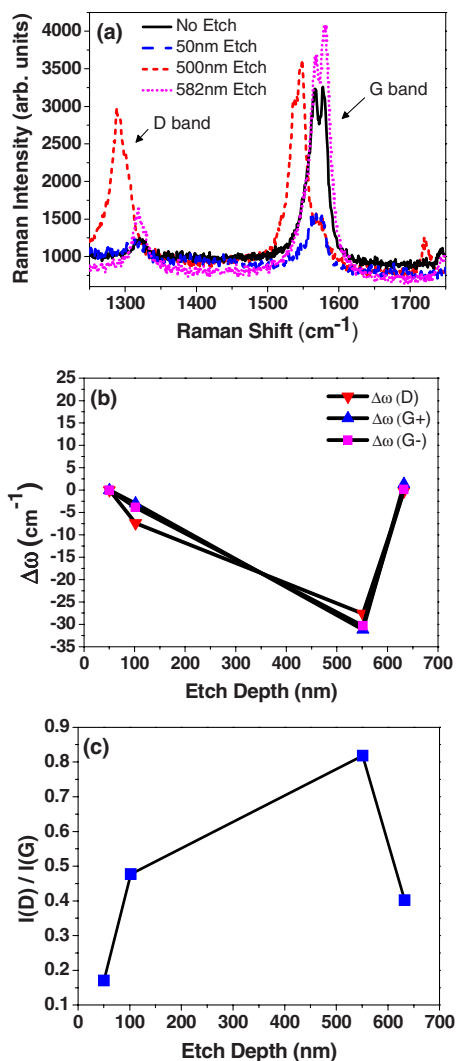 (a)
No Etch
50nm Etch
500nm Etch
582nm Etch
D band
G band
4000
3500
3000
2500
2000
1500
1000
Raman Intensity (arb. units)
1300 1400 1500 1600 1700
Raman Shift (cm-1)
(b)
Δω (D)
Δω (G+)
Δω (G-)
25
20
15
10
5
0
-5
-10
-15
-20
-25
-30
-35
Δω (cm-1)
0 100 200 300 400 500 600 700
Etch Depth (nm)
(c)
0.9
0.8
0.7
0.6
0.5
0.4
0.3
0.2
0.1
I(D) / I(G)
0 100 200 300 400 500 600 700
Etch Depth (nm)